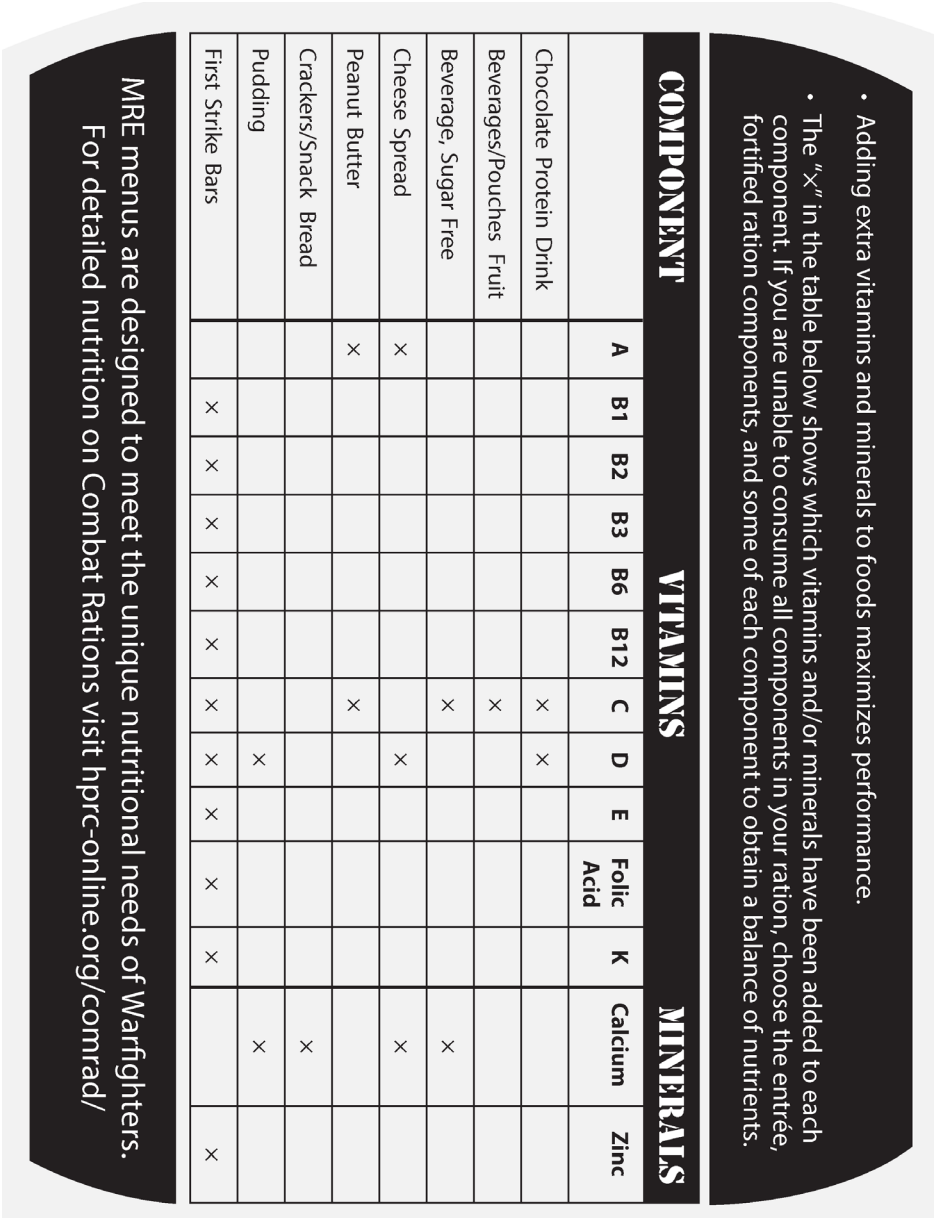 • Adding extra vitamins and minerals to foods maximizes performance.
• The “×” in the table below shows which vitamins and/or minerals have been added to each
component. If you are unable to consume all components in your ration, choose the entrée,
fortified ration components, and some of each component to obtain a balance of nutrients.
COMPONENT VITAMINS MINERALS
A B1 B2 B3 B6 B12 C D E Folic Acid K Calcium Zinc
Chocolate Protein Drink × ×
Beverages/Pouches Fruit ×
Beverage, Sugar Free × ×
Cheese Spread × × ×
Peanut Butter × ×
Crackers/Snack Bread ×
Pudding × ×
First Strike Bars × × × × × × × × × × ×
MRE menus are designed to meet the unique nutritional needs of Warfighters.
For detailed nutrition on Combat Rations visit hprc-online.org/comrad/